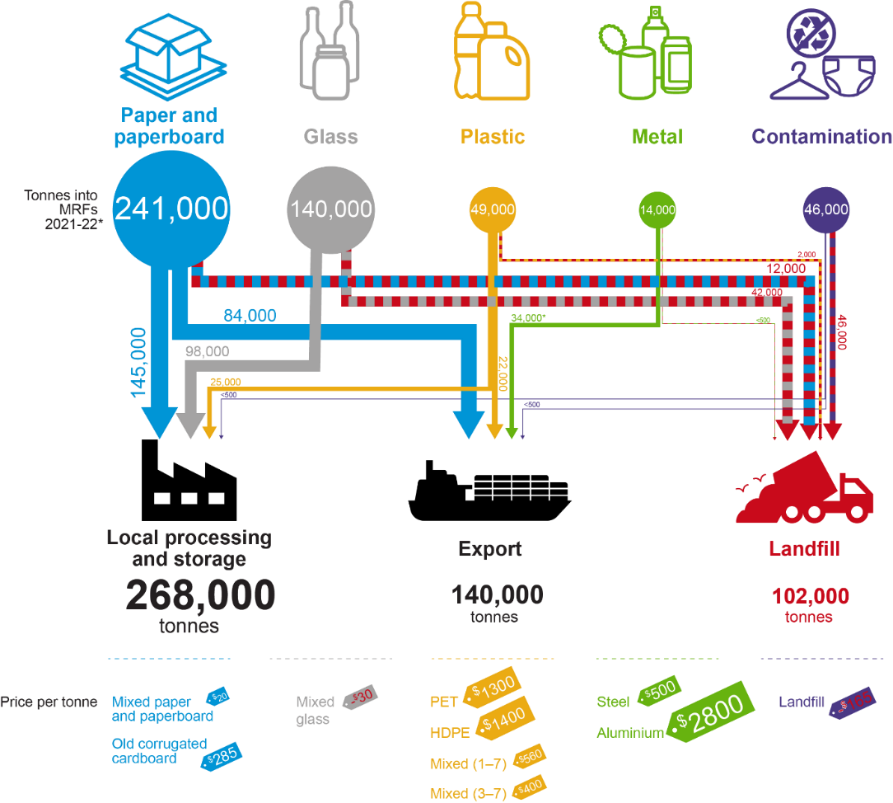 Paper and
paperboard
Glass
Plastic
Metal
Contamination
Tonnes into
MRFs
2021-22*
241,000
140,000
49,000
14,000
46,000
2,000
12,000
42,000
84,000
34,000*
<500
46,000
145,000
98,000
22,000
25,000
<500
<500
Local processing
and storage
268,000
tonnes
Export
140,000
tonnes
Landfill
102,000
tonnes
Price per tonne
Mixed paper
and paperboard
$20
Old corrugated
cardboard
$285
Mixed
glass
-$30
PET
$1300
HDPE
$1400
Mixed (1–7)
$560
Mixed (3–7)
$400
Steel
$500
Aluminium
$2800
Landfill